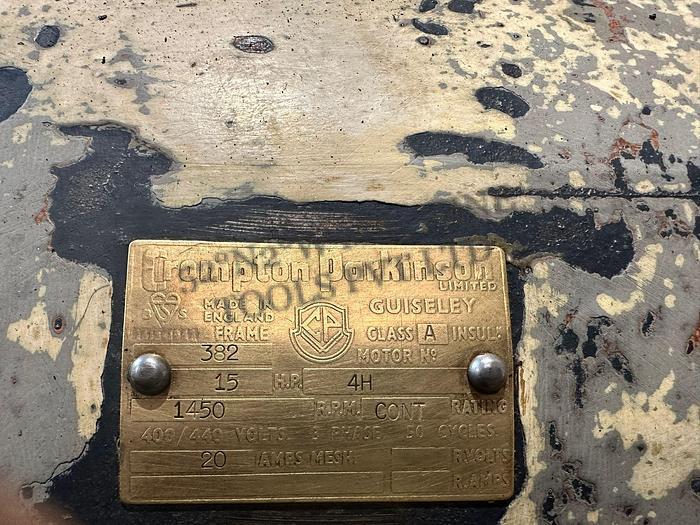 Crompton Parkinson
LIMITED
MADE IN ENGLAND
GUISELEY
FRAME CLASS A INSULN
382 MOTOR Nº
15 H.P. 4H
1450 R.P.M. CONT RATING
400/440 VOLTS 3 PHASE 50 CYCLES
20 AMPS MESH R.VOLTS
R.AMPS